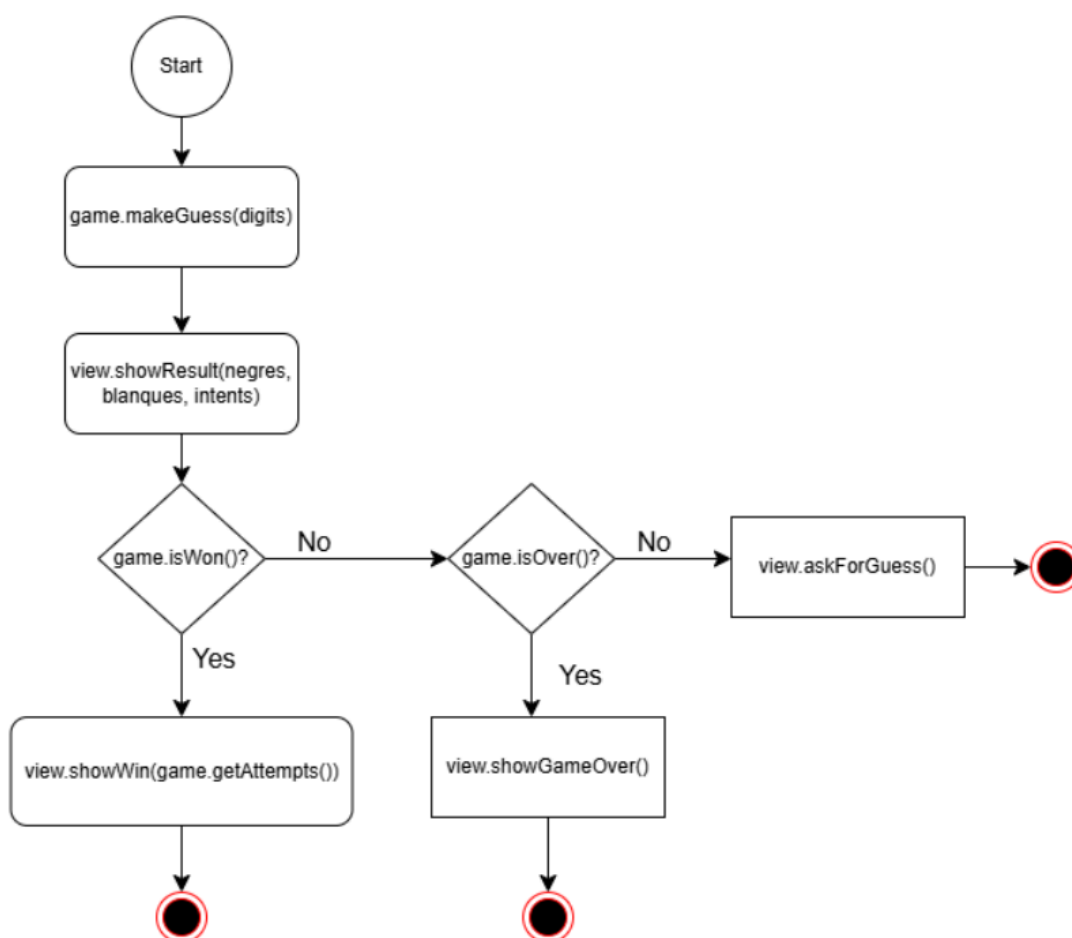 Start
game.makeGuess(digits)
view.showResult(negres,
blanques, intents)
game.isWon()?
No
game.isOver()?
No
view.askForGuess()
Yes
Yes
view.showWin(game.getAttempts())
view.showGameOver()